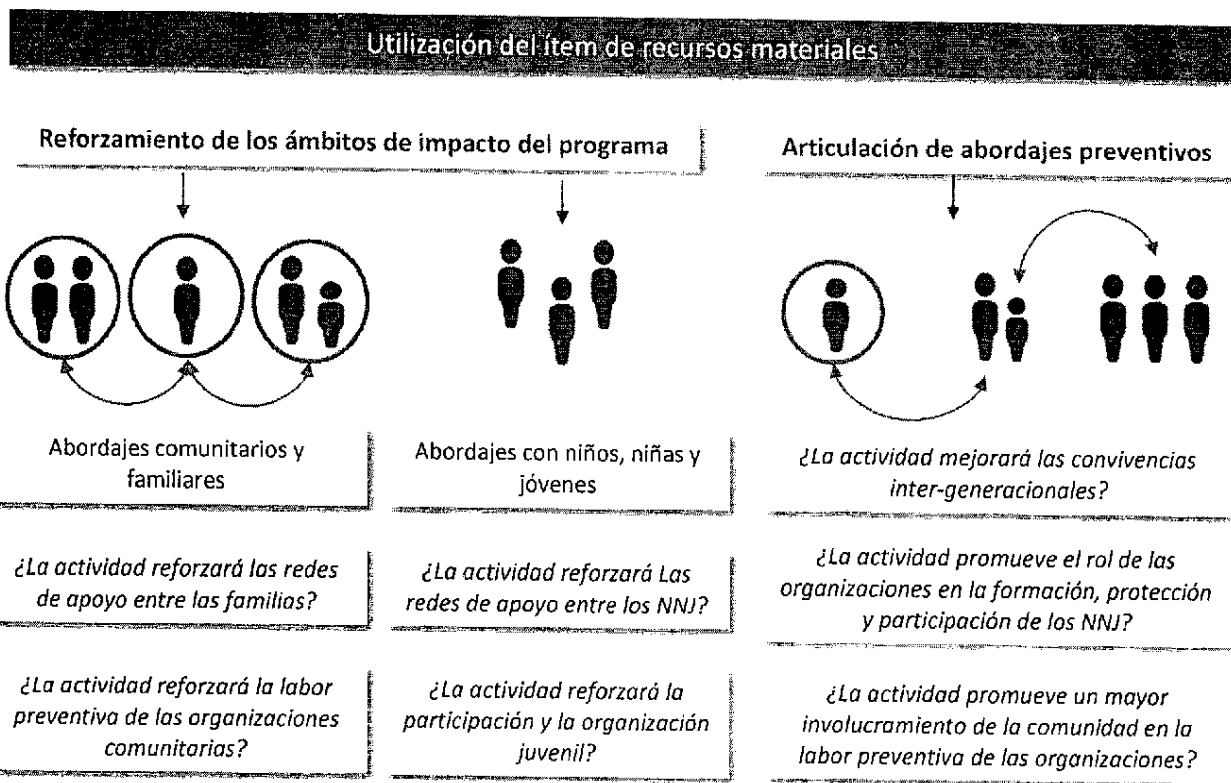 Utilización del ítem de recursos materiales
Reforzamiento de los ámbitos de impacto del programa
Articulación de abordajes preventivos
Abordajes comunitarios y
familiares
¿La actividad reforzará las redes
de apoyo entre las familias?
¿La actividad reforzará la labor
preventiva de las organizaciones
comunitarias?
Abordajes con niños, niñas y
jóvenes
¿La actividad reforzará Las
redes de apoyo entre los NNJ?
¿La actividad reforzará la
participación y la organización
juvenil?
¿La actividad mejorará las convivencias
inter-generacionales?
¿La actividad promueve el rol de las
organizaciones en la formación, protección
y participación de los NNJ?
¿La actividad promueve un mayor
involucramiento de la comunidad en la
labor preventiva de las organizaciones?